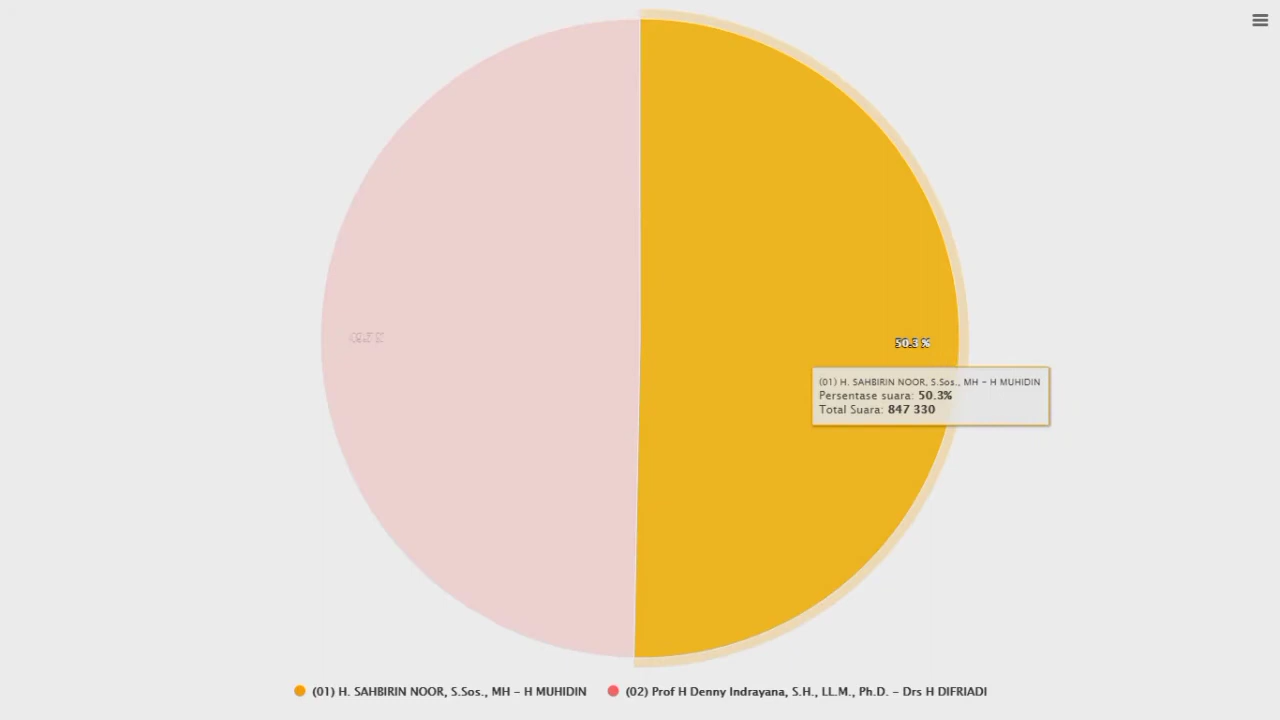 50.3 %
(01) H. SAHBIRIN NOOR, S.Sos., MH - H MUHIDIN
Persentase suara: 50.3%
Total Suara: 847 330
(01) H. SAHBIRIN NOOR, S.Sos., MH - H MUHIDIN
(02) Prof H Denny Indrayana, S.H., LL.M., Ph.D. - Drs H DIFRIADI